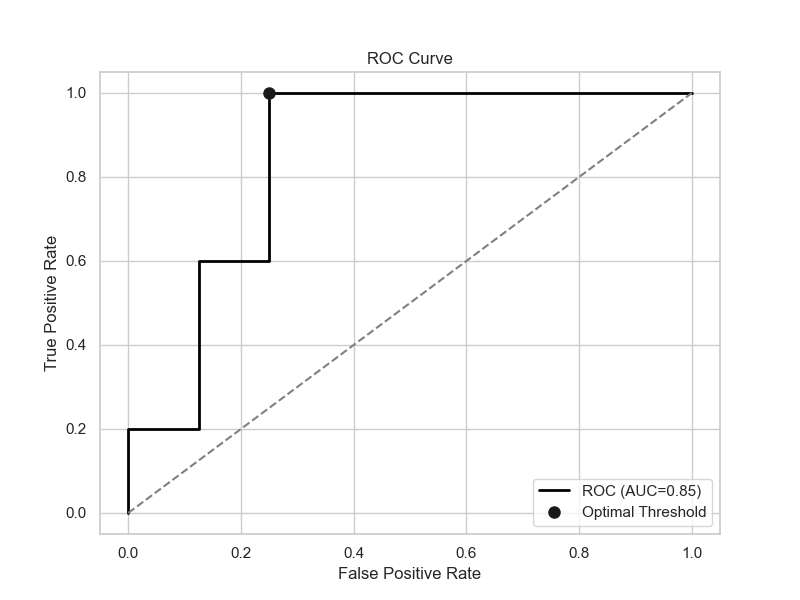 ROC Curve
1.0
0.8
0.6
0.4
0.2
0.0
True Positive Rate
0.0 0.2 0.4 0.6 0.8 1.0
False Positive Rate
ROC (AUC=0.85)
Optimal Threshold